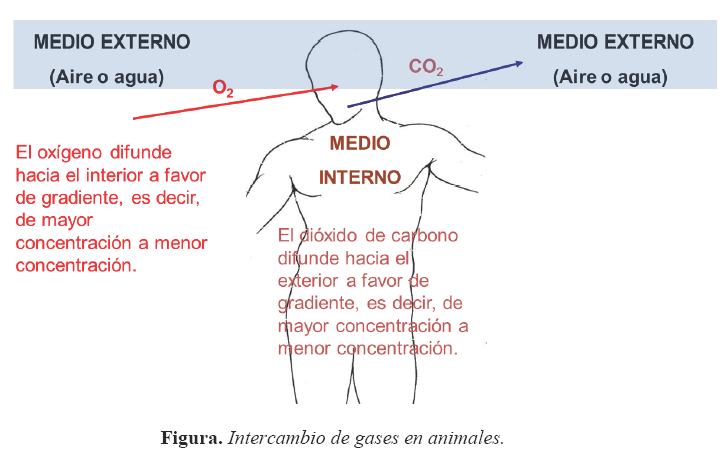 MEDIO EXTERNO
(Aire o agua)
MEDIO EXTERNO
(Aire o agua)
O₂
CO₂
El oxígeno difunde
hacia el interior a favor
de gradiente, es decir,
de mayor
concentración a menor
concentración.
MEDIO
INTERNO
El dióxido de carbono
difunde hacia el
exterior a favor de
gradiente, es decir, de
mayor concentración a
menor concentración.
Figura. Intercambio de gases en animales.